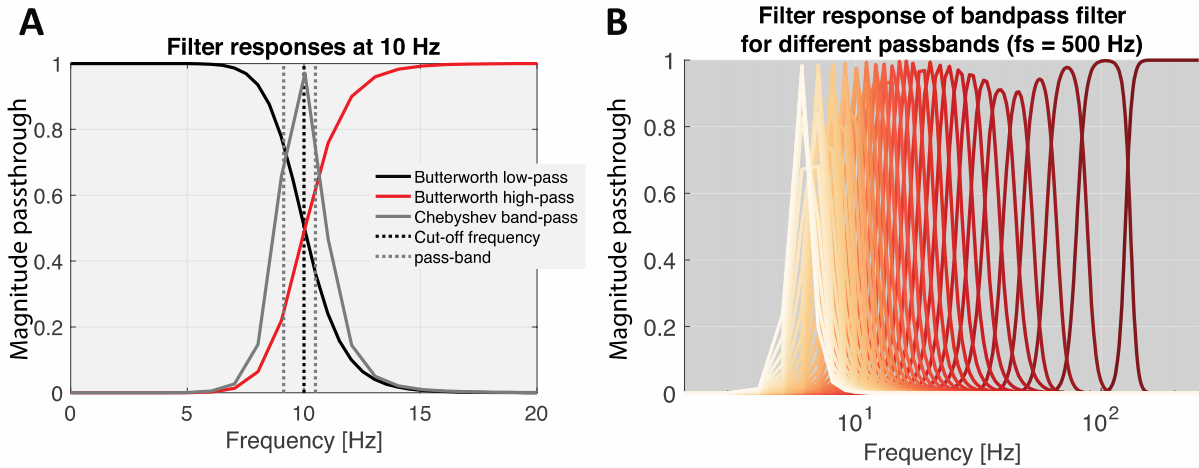 A
Filter responses at 10 Hz
Magnitude passthrough
1
0.8
0.6
0.4
0.2
0
0
5
10
15
20
Frequency [Hz]
Butterworth low-pass
Butterworth high-pass
Chebyshev band-pass
Cut-off frequency
pass-band
B
Filter response of bandpass filter
for different passbands (fs = 500 Hz)
Magnitude passthrough
1
0.8
0.6
0.4
0.2
0
10¹
10²
Frequency [Hz]